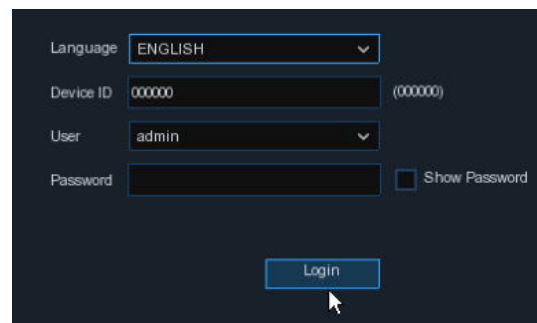 Language ENGLISH
Device ID 000000 (000000)
User admin
Password Show Password
Login